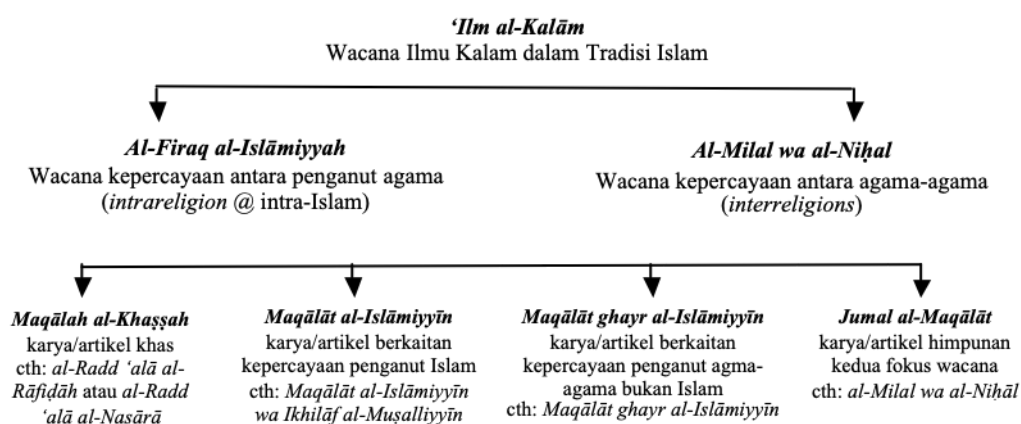 ‘Ilm al-Kalām
Wacana Ilmu Kalam dalam Tradisi Islam
Al-Firaq al-Islāmiyyah
Wacana kepercayaan antara penganut agama
(intrareligion @ intra-Islam)
Al-Milal wa al-Niḥal
Wacana kepercayaan antara agama-agama
(interreligions)
Maqālah al-Khaṣṣah
karya/artikel khas
cth: al-Radd ‘alā al-
Rāfiḍāh atau al-Radd
‘alā al-Naṣārā
Maqālāt al-Islāmiyyīn
karya/artikel berkaitan
kepercayaan penganut Islam
cth: Maqālāt al-Islāmiyyīn
wa Ikhilāf al-Muṣalliyyīn
Maqālāt ghayr al-Islāmiyyīn
karya/artikel berkaitan
kepercayaan penganut agma-
agama bukan Islam
cth: Maqālāt ghayr al-Islāmiyyīn
Jumal al-Maqālāt
karya/artikel himpunan
kedua fokus wacana
cth: al-Milal wa al-Niḥāl